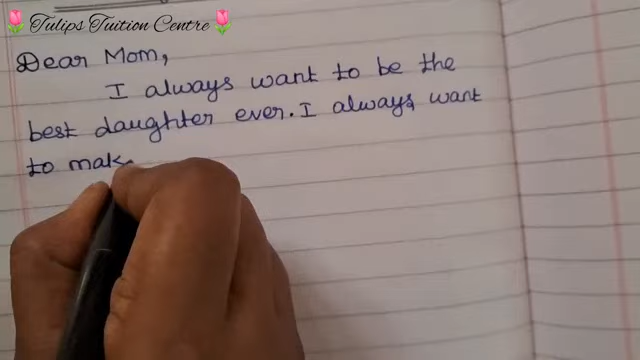 🌷Tulips Tuition Centre🌷
Dear Mom,
I always want to be the
best daughter ever. I always want
to mak